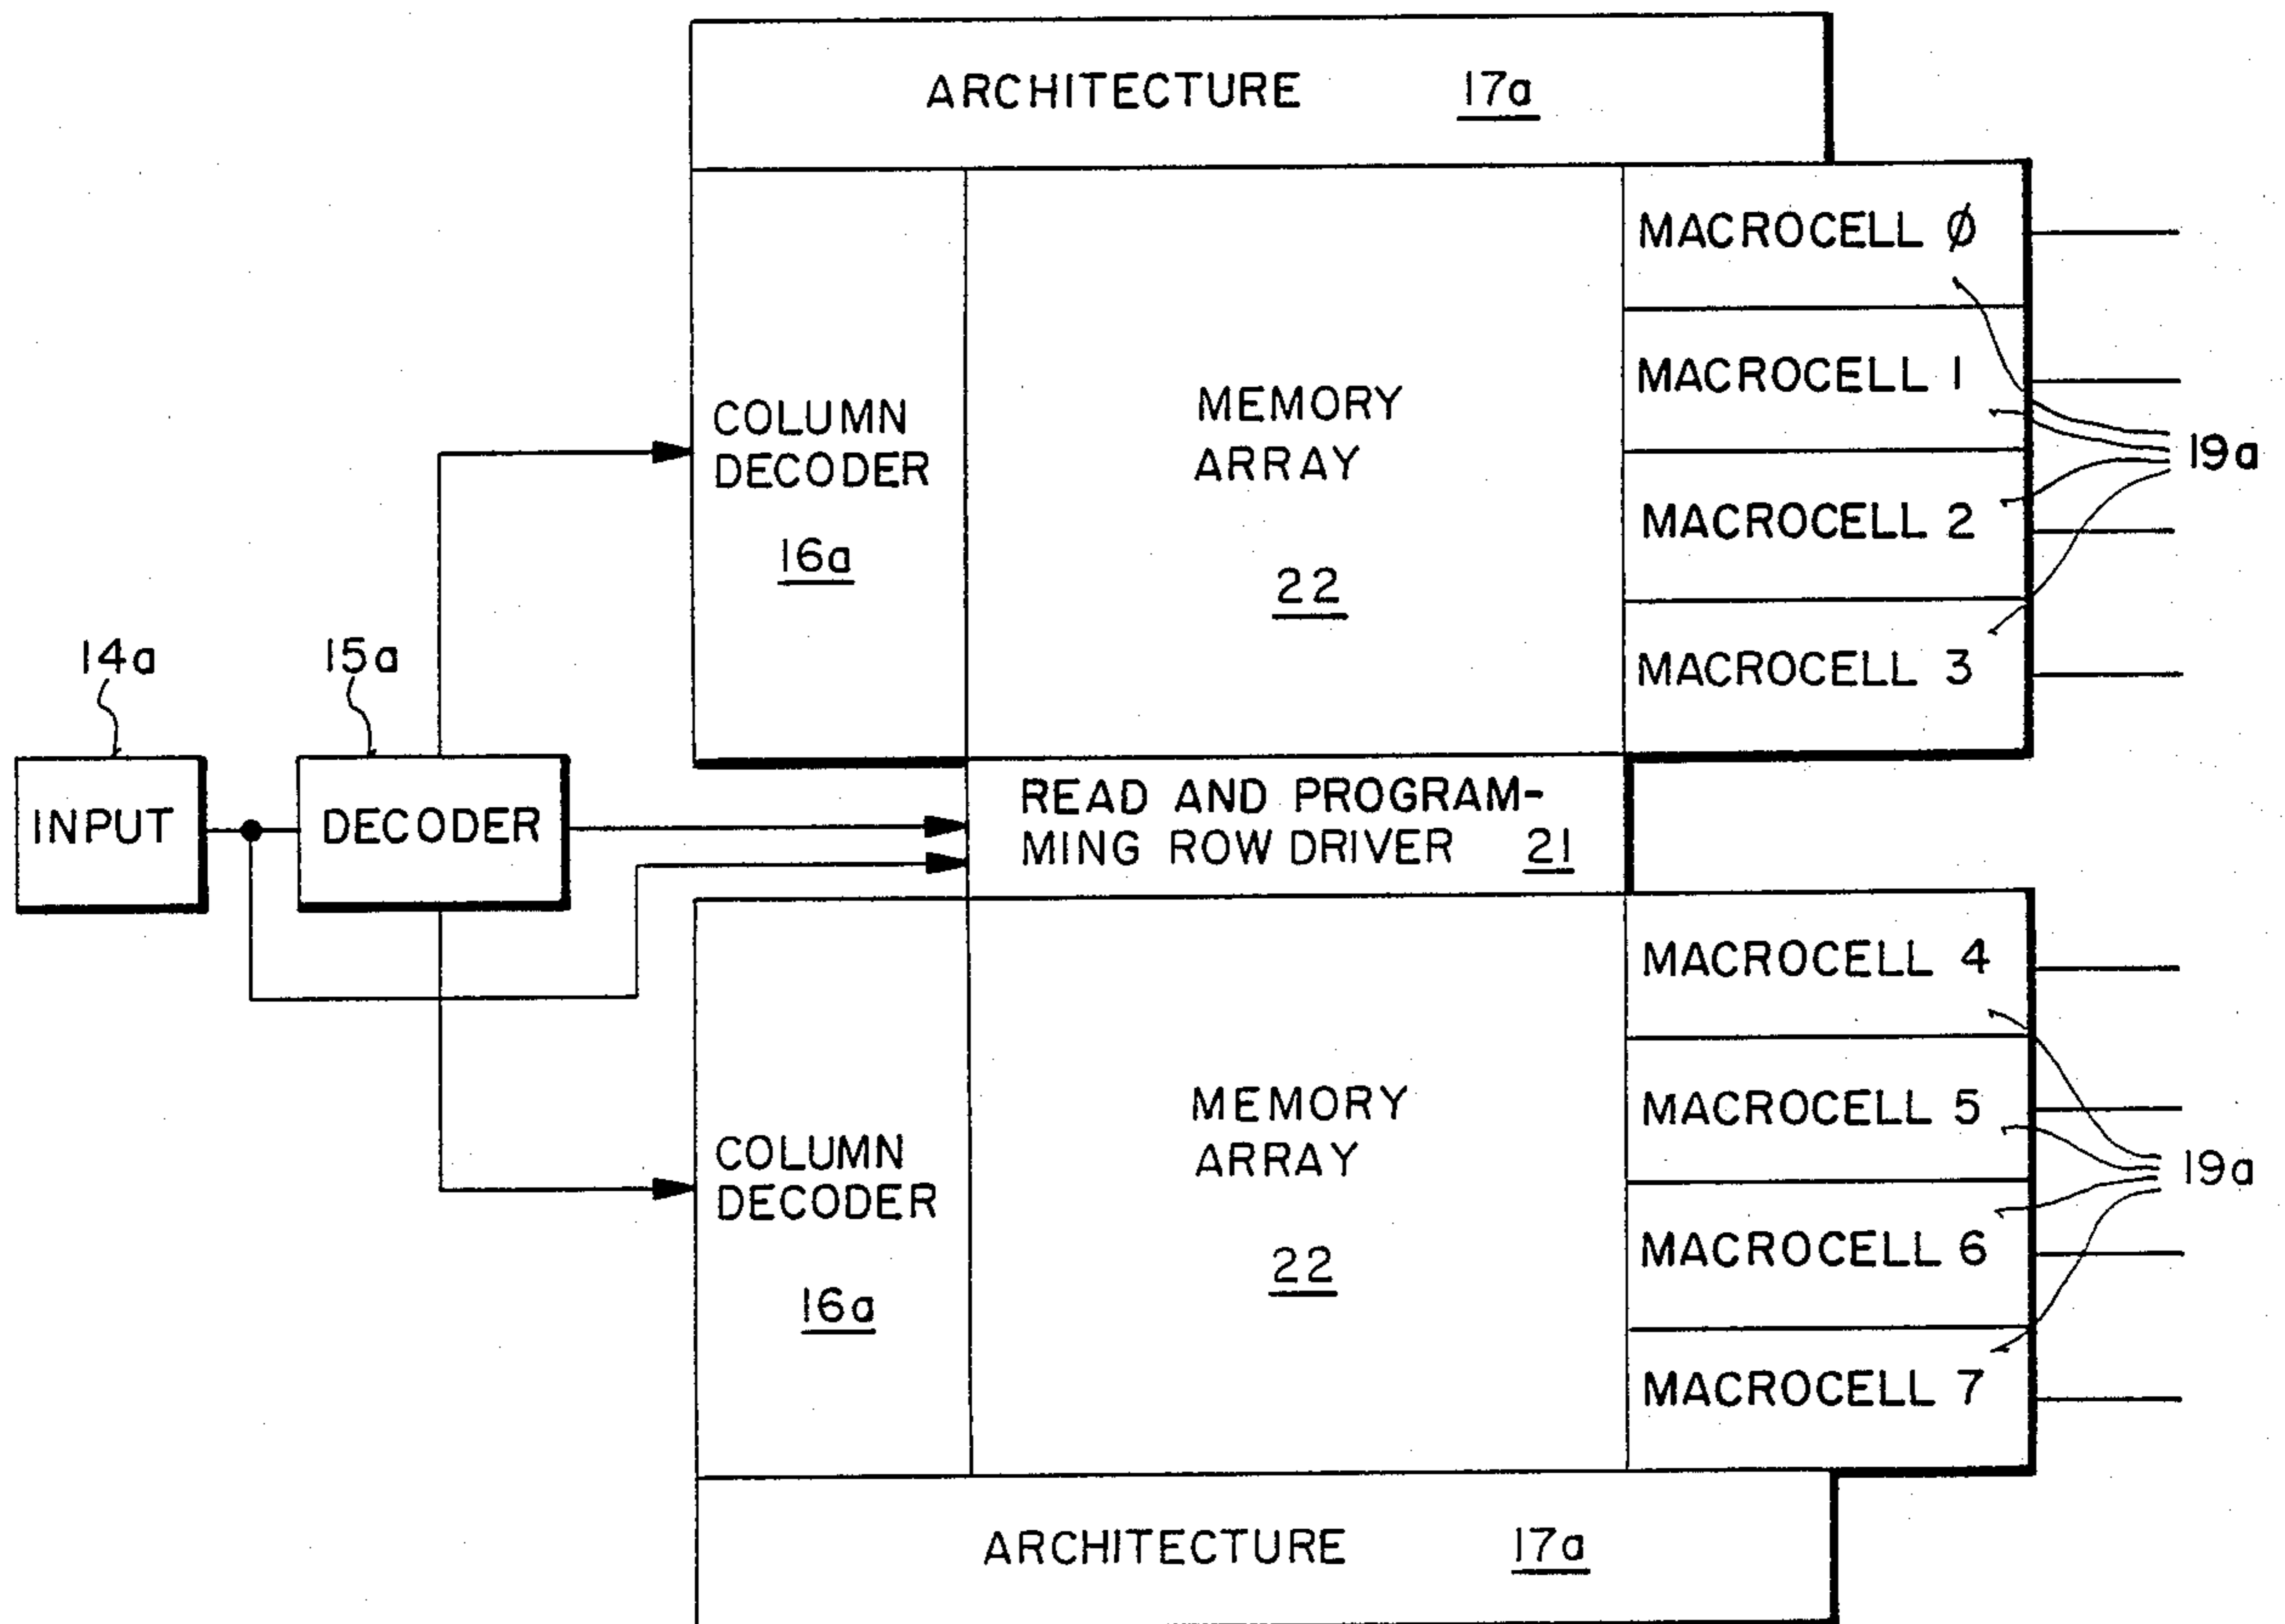 ARCHITECTURE 17a
COLUMN
DECODER
16a
MEMORY
ARRAY
22
MACROCELL Ø
MACROCELL 1
MACROCELL 2
MACROCELL 3
19a
14a
15a
INPUT
DECODER
READ AND PROGRAM-
MING ROW DRIVER 21
COLUMN
DECODER
16a
MEMORY
ARRAY
22
MACROCELL 4
MACROCELL 5
MACROCELL 6
MACROCELL 7
19a
ARCHITECTURE 17a